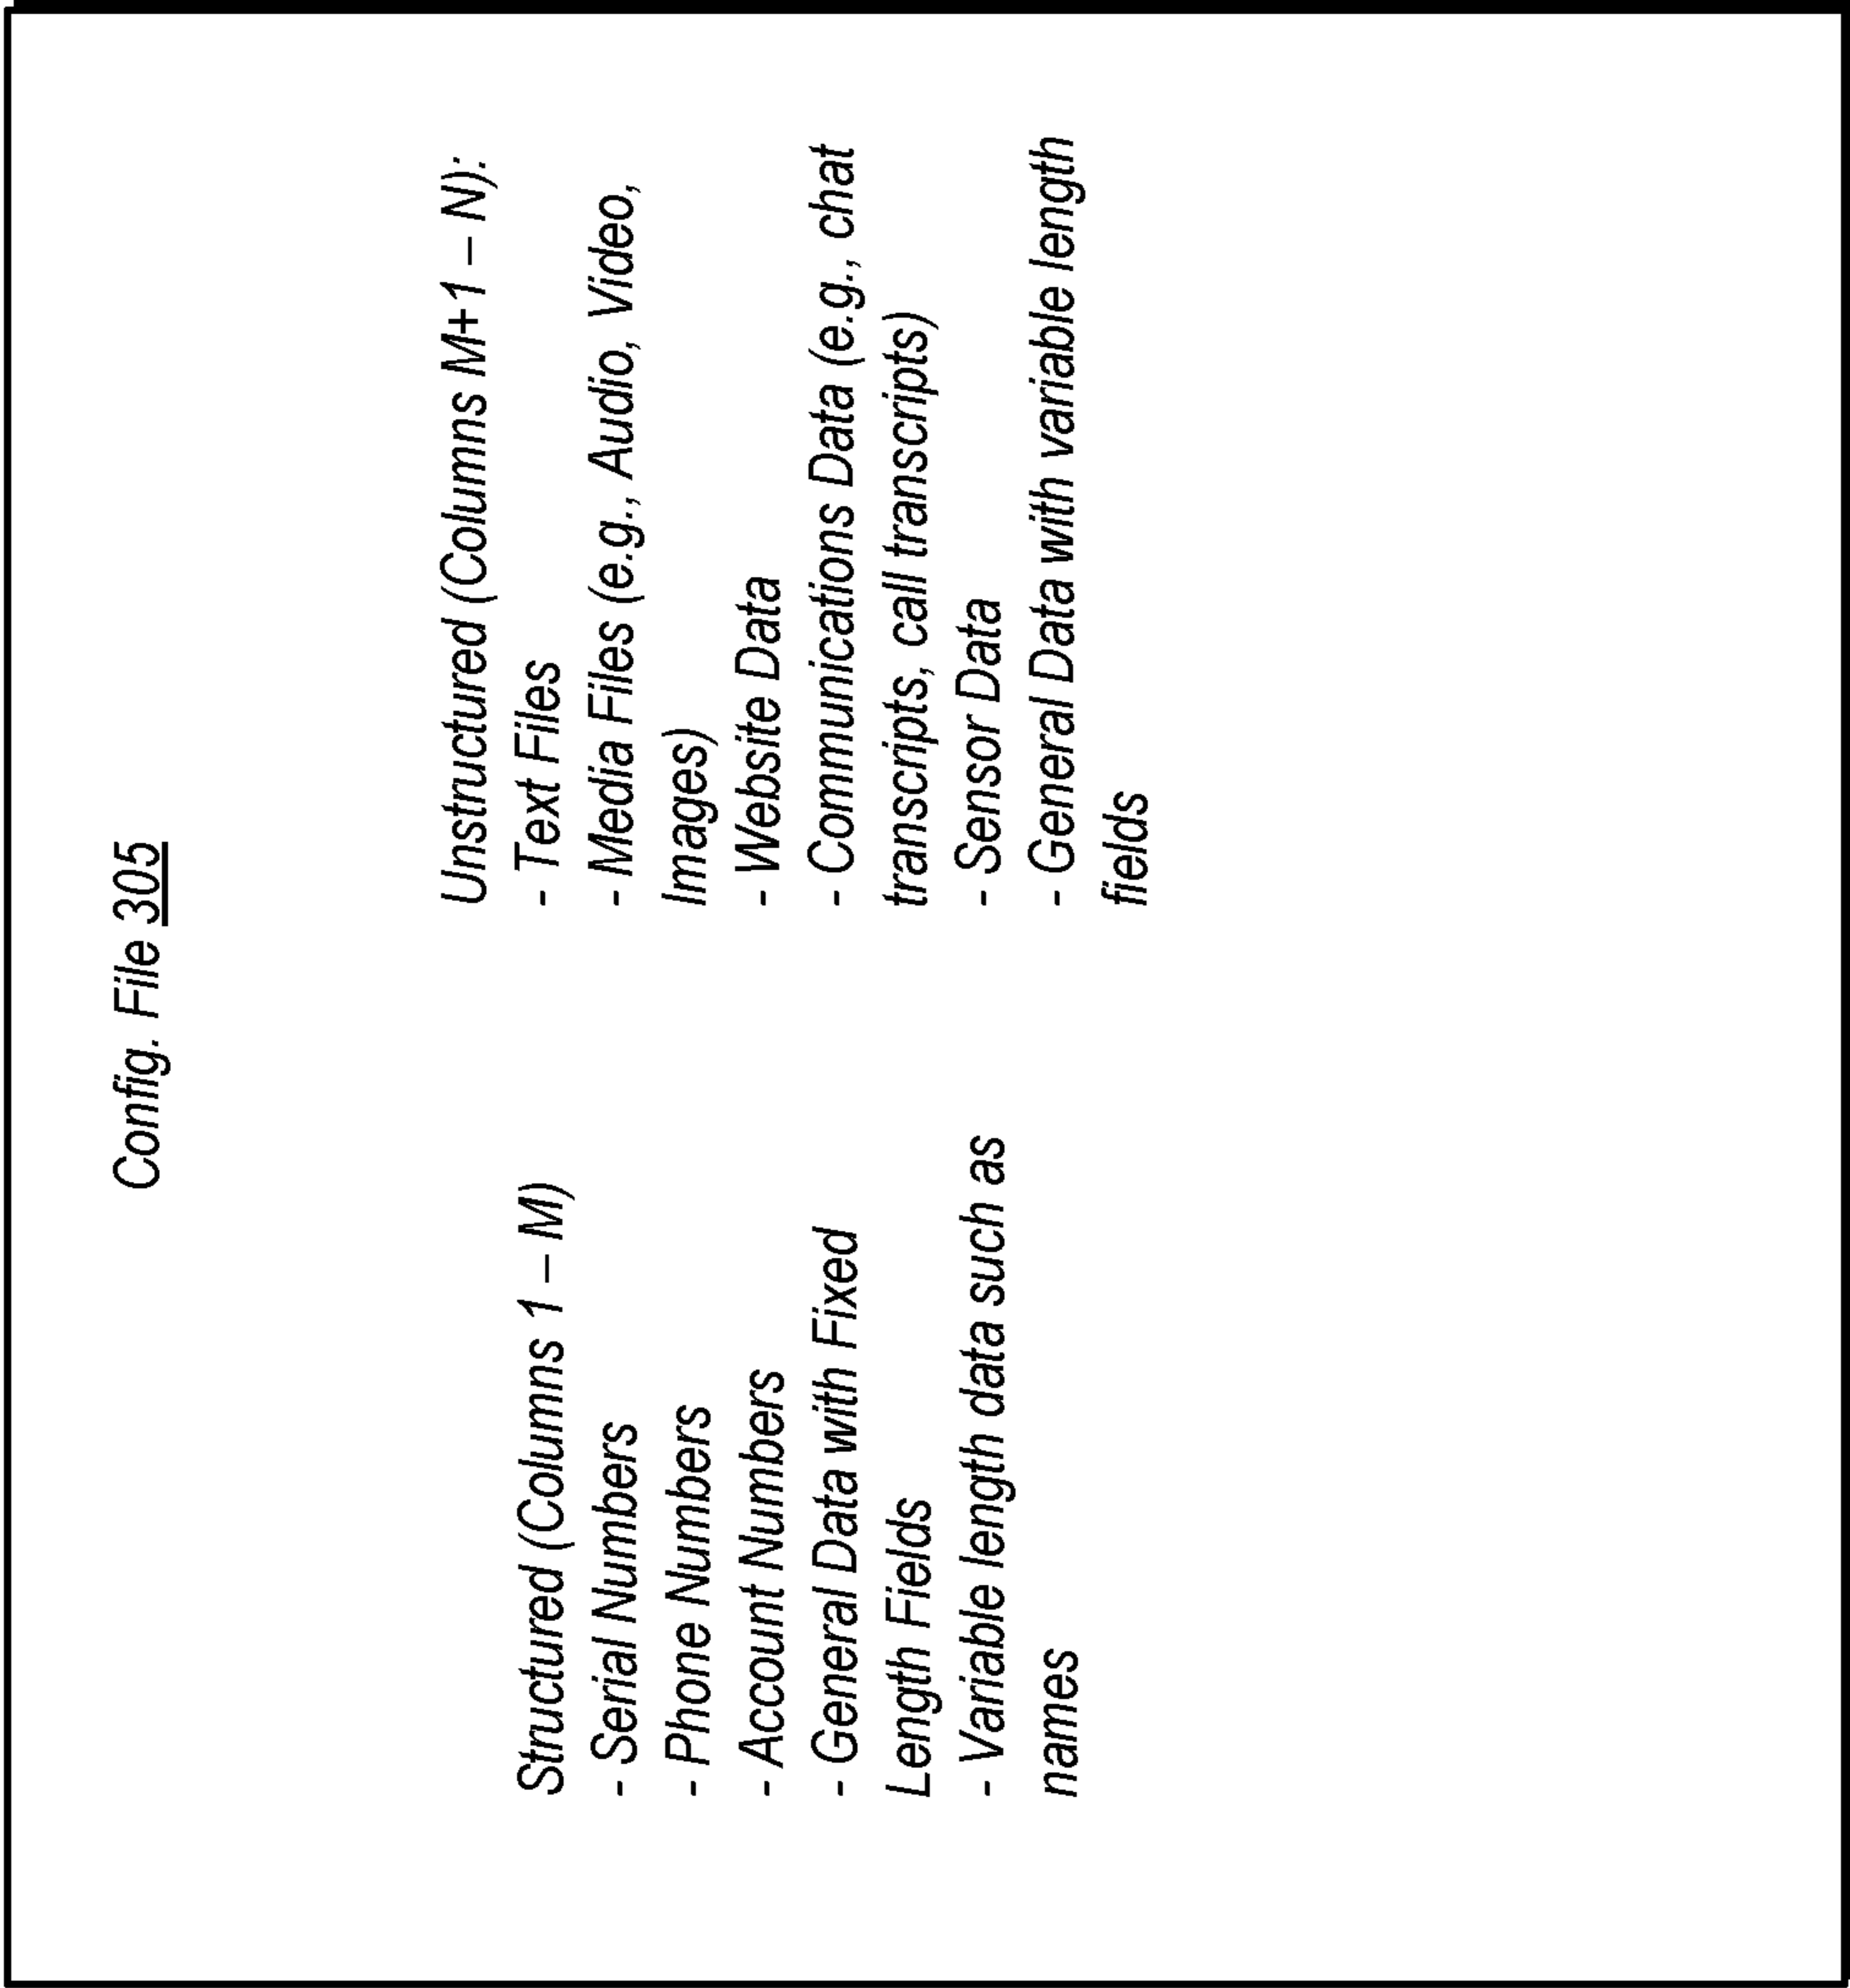 Config. File 305
Structured (Columns 1 – M)
- Serial Numbers
- Phone Numbers
- Account Numbers
- General Data with Fixed
Length Fields
- Variable length data such as
names
Unstructured (Columns M+1 – N):
- Text Files
- Media Files (e.g., Audio, Video,
Images)
- Website Data
- Communications Data (e.g., chat
transcripts, call transcripts)
- Sensor Data
- General Data with variable length
fields